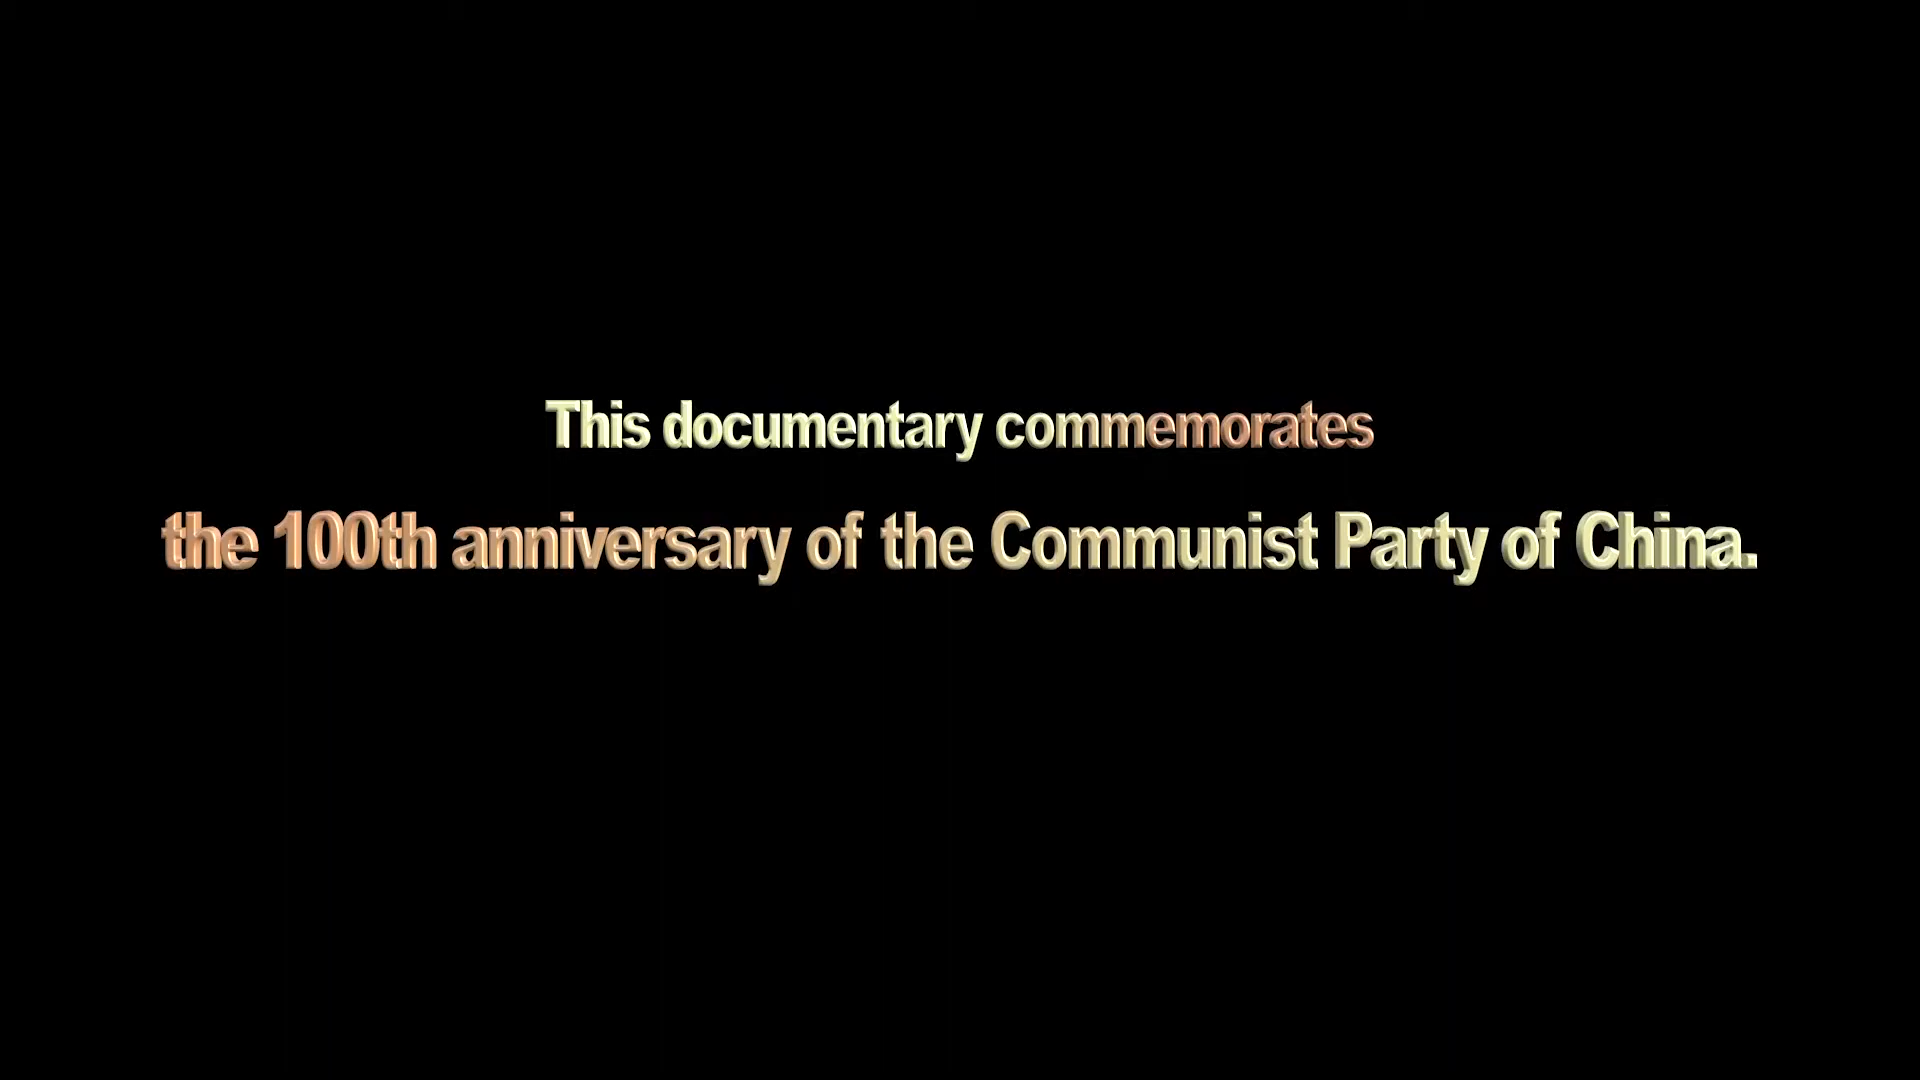 This documentary commemorates
the 100th anniversary of the Communist Party of China.